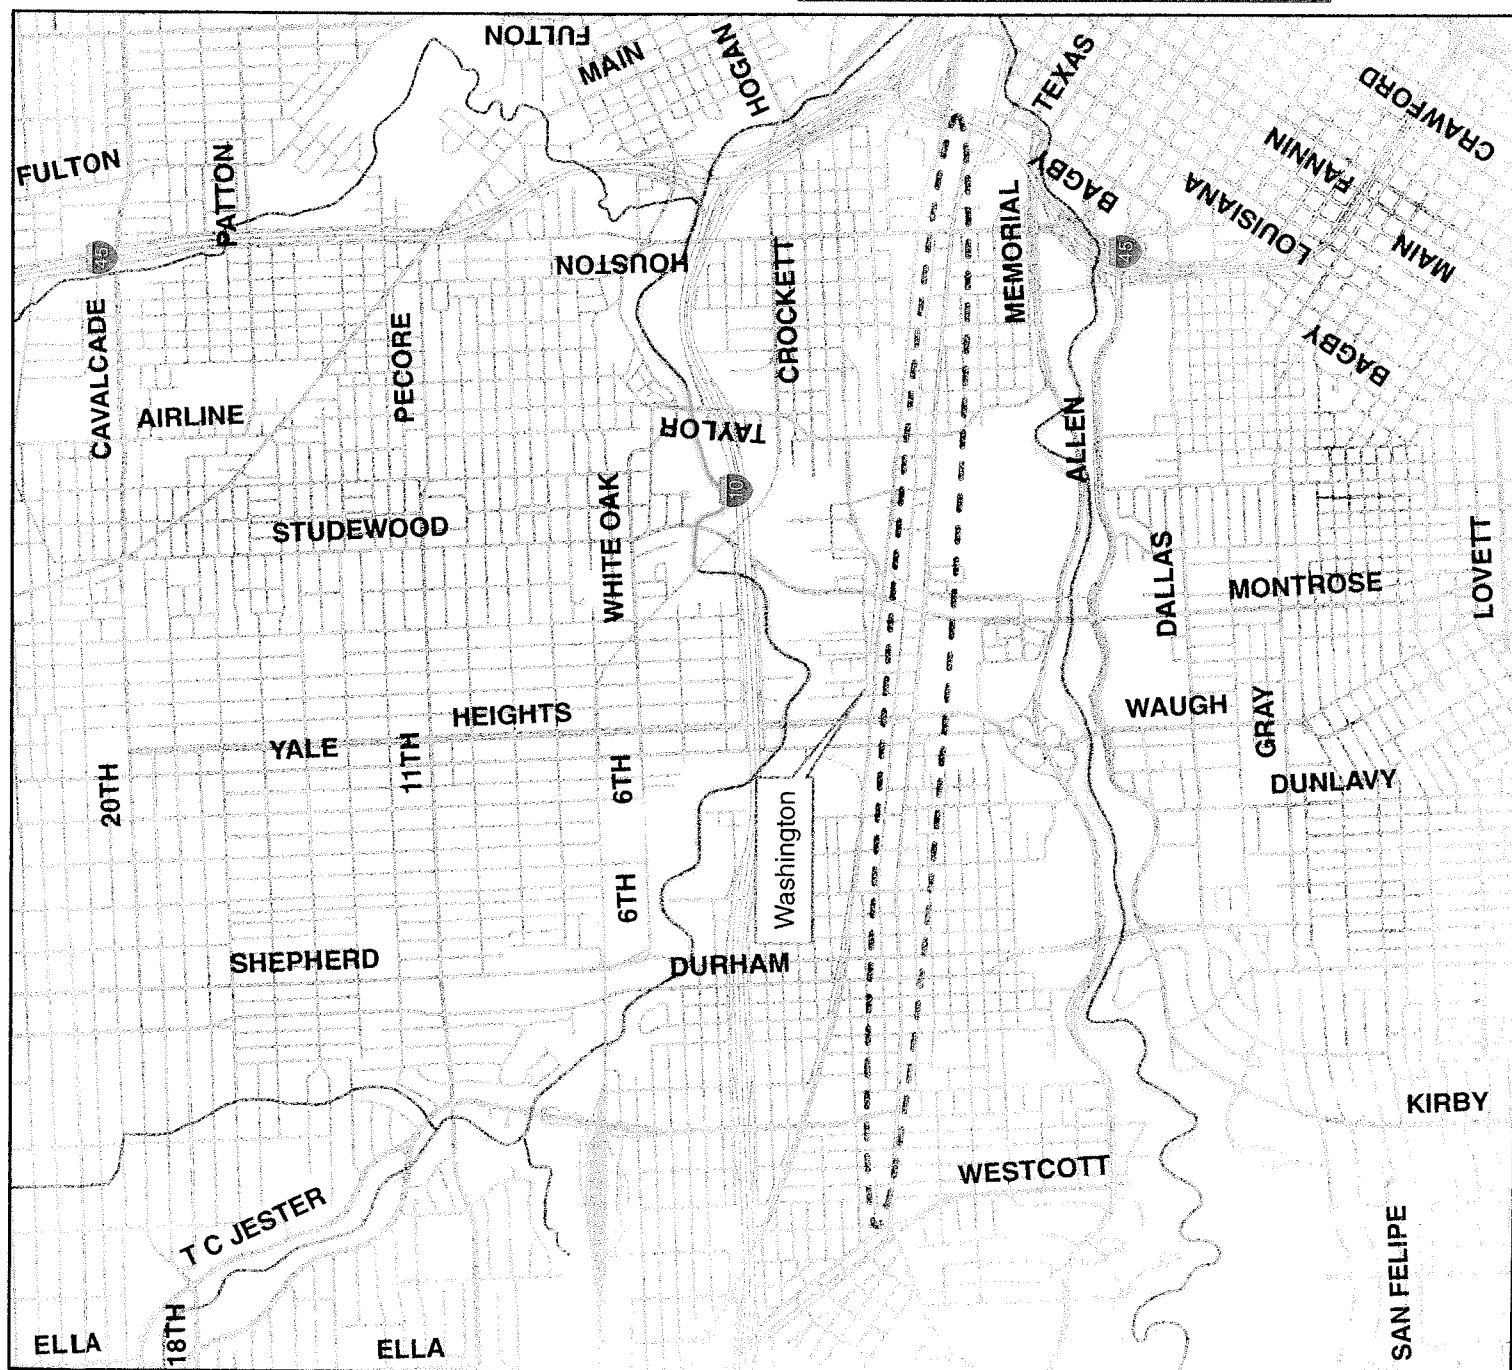 FULTON
MAIN
HOGAN
TEXAS
CRAWFORD
FULTON
PATTON
FANNIN
BAGBY
LOUISIANA
MAIN
45
45
HOUSTON
MEMORIAL
CROCKETT
CAVALCADE
PECORE
BAGBY
AIRLINE
TAYLOR
ALLEN
10
STUDEWOOD
WHITE OAK
DALLAS
MONTROSE
LOVETT
HEIGHTS
WAUGH
GRAY
YALE
11TH
20TH
6TH
DUNLAVY
Washington
6TH
SHEPHERD
DURHAM
KIRBY
WESTCOTT
T C JESTER
SAN FELIPE
18TH
ELLA
ELLA